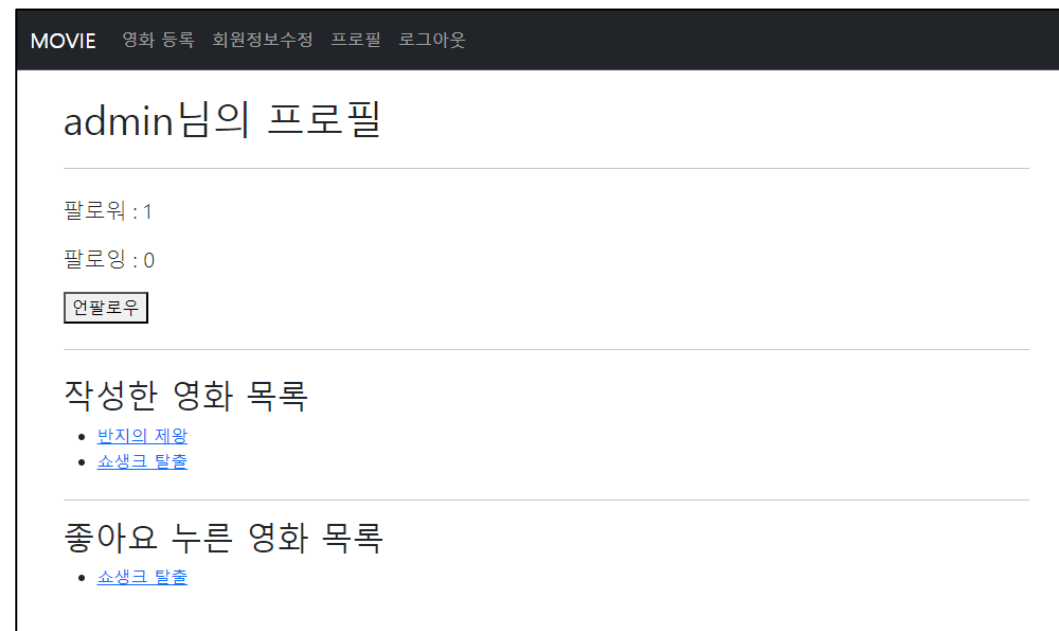 MOVIE 영화 등록 회원정보수정 프로필 로그아웃
admin님의 프로필
팔로워 : 1
팔로잉 : 0
언팔로우
작성한 영화 목록
반지의 제왕
쇼생크 탈출
좋아요 누른 영화 목록
쇼생크 탈출